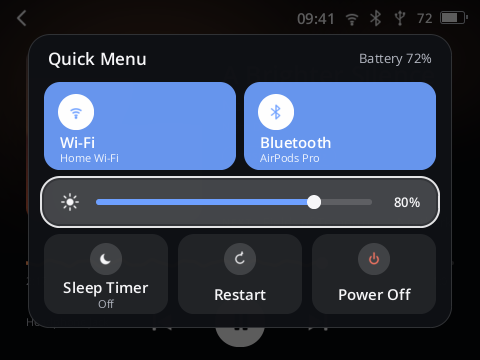 09:41 72
Quick Menu
Battery 72%
Wi-Fi
Home Wi-Fi
Bluetooth
AirPods Pro
80%
Sleep Timer
Off
Restart
Power Off